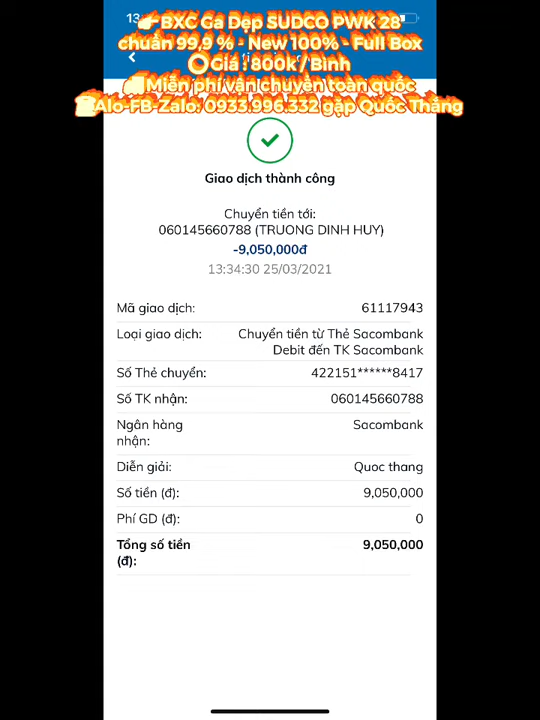 13
👉 BXC Ga Dẹp SUDCO PWK 28
chuẩn 99,9 % - New 100% - Full Box
⭕Giá : 800k / Bình
🚚Miễn phí vận chuyển toàn quốc
☎Alo-FB-Zalo: 0933.996.332 gặp Quốc Thắng
Giao dịch thành công
Chuyển tiền tới:
060145660788 (TRUONG DINH HUY)
-9,050,000đ
13:34:30 25/03/2021
Mã giao dịch: 61117943
Loại giao dịch: Chuyển tiền từ Thẻ Sacombank
Debit đến TK Sacombank
Số Thẻ chuyển: 422151******8417
Số TK nhận: 060145660788
Ngân hàng Sacombank
nhận:
Diễn giải: Quoc thang
Số tiền (đ): 9,050,000
Phí GD (đ): 0
Tổng số tiền 9,050,000
(đ):